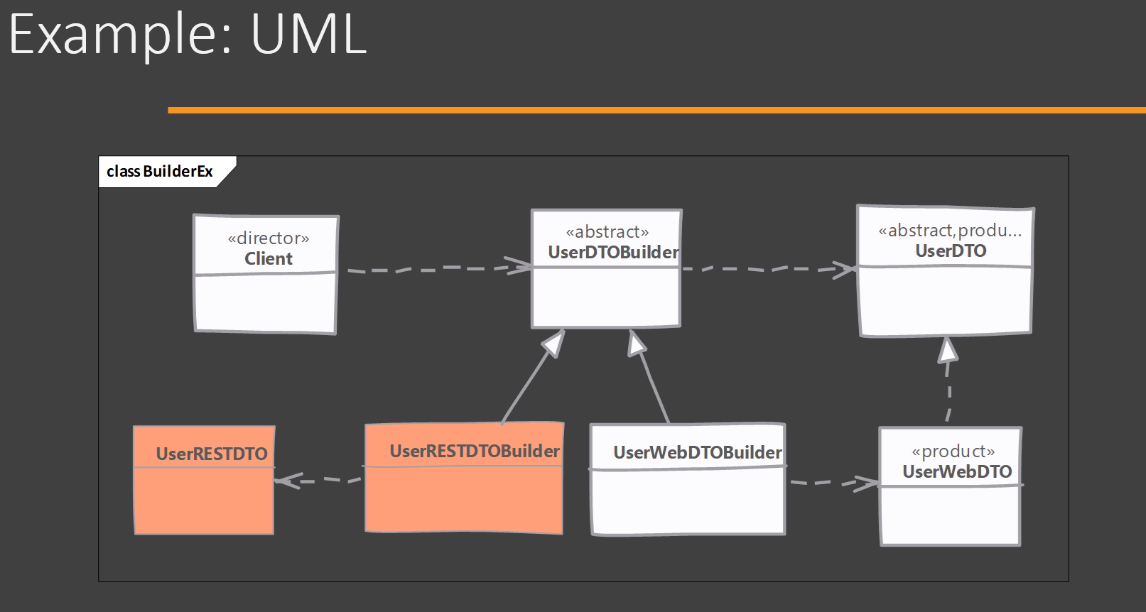 Example: UML
class BuilderEx
«director»
Client
«abstract»
UserDTOBuilder
«abstract,produ...
UserDTO
UserRESTDTO
UserRESTDTOBuilder
UserWebDTOBuilder
«product»
UserWebDTO